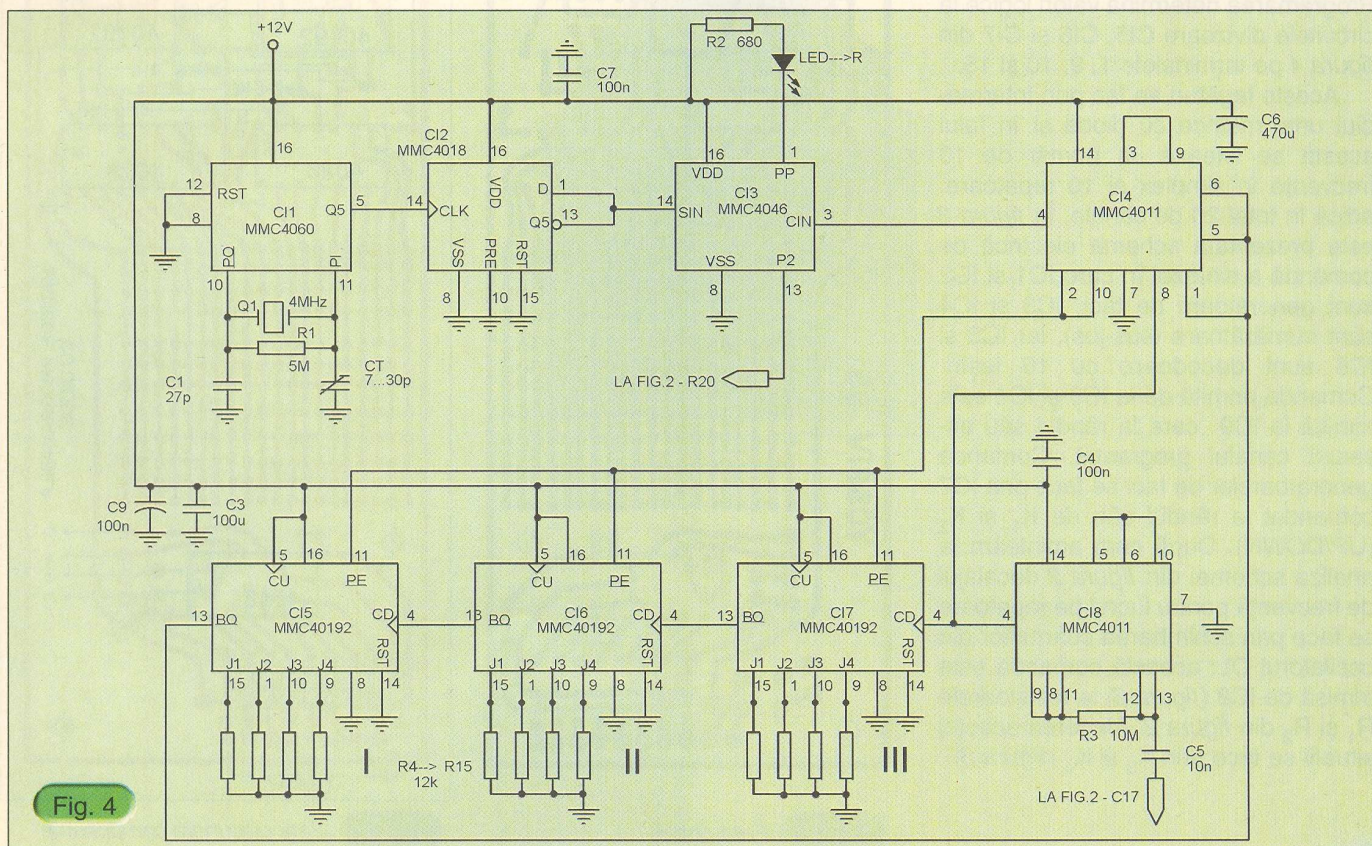 +12V
R2 680
LED--->R
C7
100n
C6
470u
16
12
RST
8
CI1
MMC4060
Q5
5
PO
PI
10
11
Q1
4MHz
R1
5M
C1
27p
CT
7...30p
CI2
MMC4018
16
VDD
14
CLK
D
1
Q5
13
VSS
PRE
RST
8
10
15
16
1
VDD
PP
CI3
MMC4046
14
SIN
CIN
3
VSS
P2
8
13
LA FIG.2 - R20
14
3
9
CI4
MMC4011
4
6
5
2
10
7
8
1
C4
100n
C9
100n
C3
100u
5
16
11
CU
PE
13
BO
CI5
MMC40192
CD
4
RST
J1
J2
J3
J4
15
1
10
9
8
14
I
5
16
11
CU
PE
13
BO
CI6
MMC40192
CD
4
RST
J1
J2
J3
J4
15
1
10
9
8
14
II
R4--> R15
12k
5
16
11
CU
PE
13
BO
CI7
MMC40192
CD
4
RST
J1
J2
J3
J4
15
1
10
9
8
14
III
14
5
6
10
4
CI8
MMC4011
7
9
8
11
12
13
R3
10M
C5
10n
LA FIG.2 - C17
Fig. 4